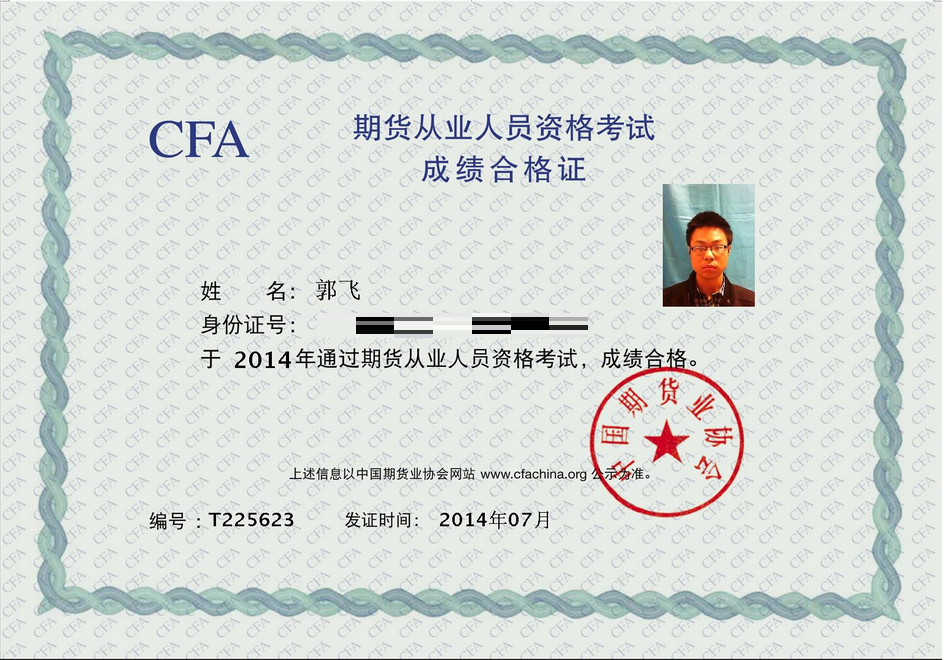 CFA
期货从业人员资格考试
成绩合格证
姓 名： 郭飞
身份证号：
于 2014年通过期货从业人员资格考试，成绩合格。
中国期货业协会
上述信息以中国期货业协会网站 www.cfachina.org 公示为准。
编号：T225623 发证时间： 2014年07月